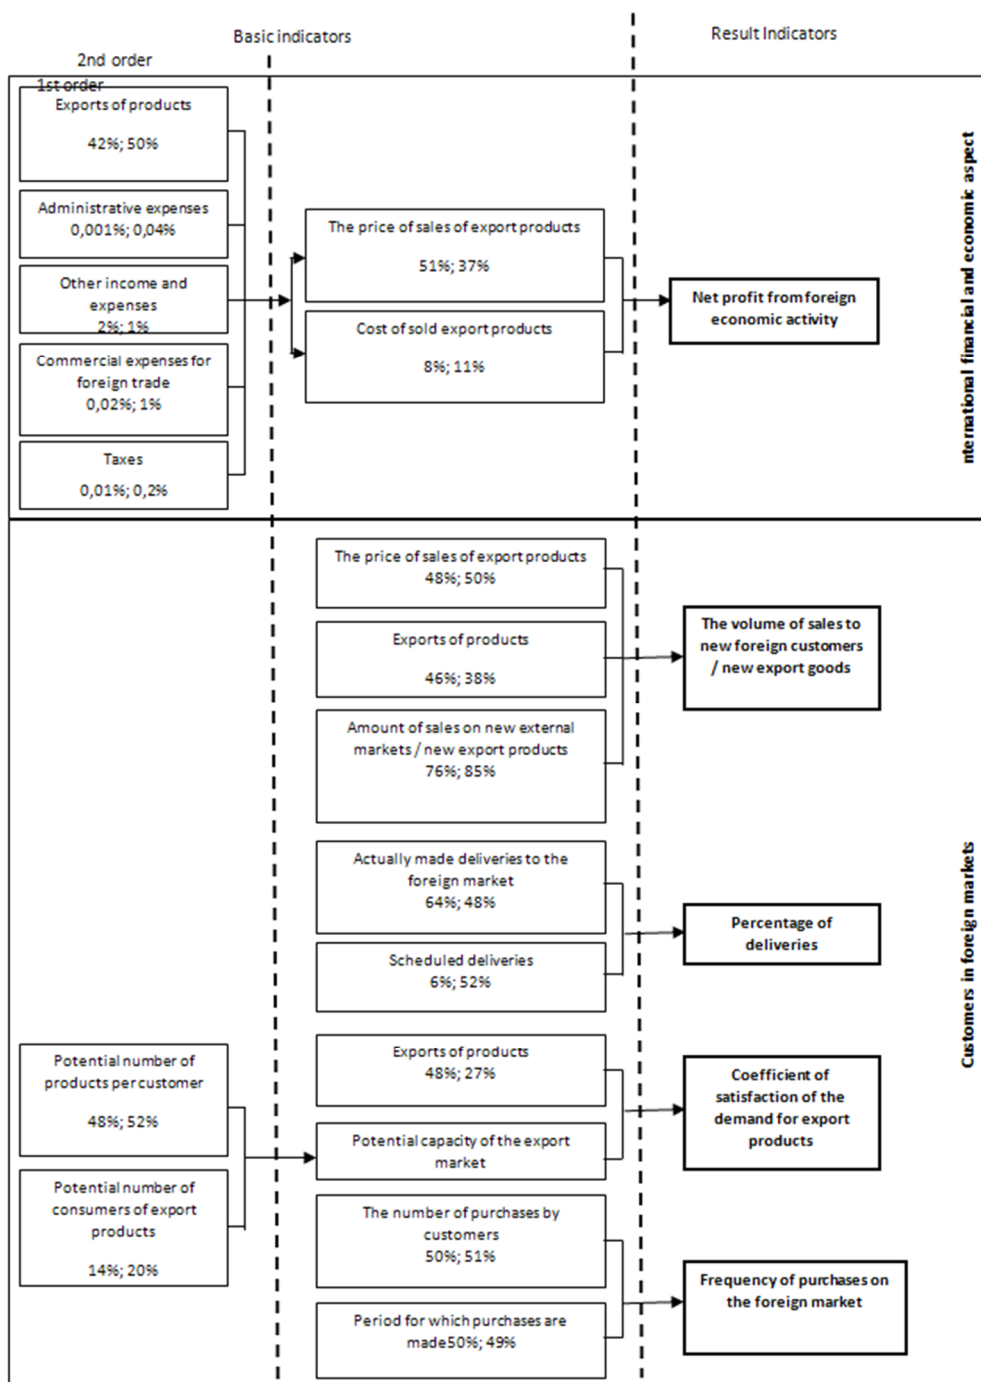 Basic indicators
Result Indicators
2nd order
1st order
Exports of products
42%; 50%
Administrative expenses
0,001%; 0,04%
Other income and
expenses
2%; 1%
Commercial expenses for
foreign trade
0,02%; 1%
Taxes
0,01%; 0,2%
The price of sales of export products
51%; 37%
Cost of sold export products
8%; 11%
Net profit from foreign
economic activity
nternational financial and economic aspect
The price of sales of export products
48%; 50%
Exports of products
46%; 38%
Amount of sales on new external
markets / new export products
76%; 85%
The volume of sales to
new foreign customers
/ new export goods
Actually made deliveries to the
foreign market
64%; 48%
Scheduled deliveries
6%; 52%
Percentage of
deliveries
Potential number of
products per customer
48%; 52%
Potential number of
consumers of export
products
14%; 20%
Exports of products
48%; 27%
Potential capacity of the export
market
Coefficient of
satisfaction of the
demand for export
products
The number of purchases by
customers
50%; 51%
Period for which purchases are
made50%; 49%
Frequency of purchases on
the foreign market
Customers in foreign markets